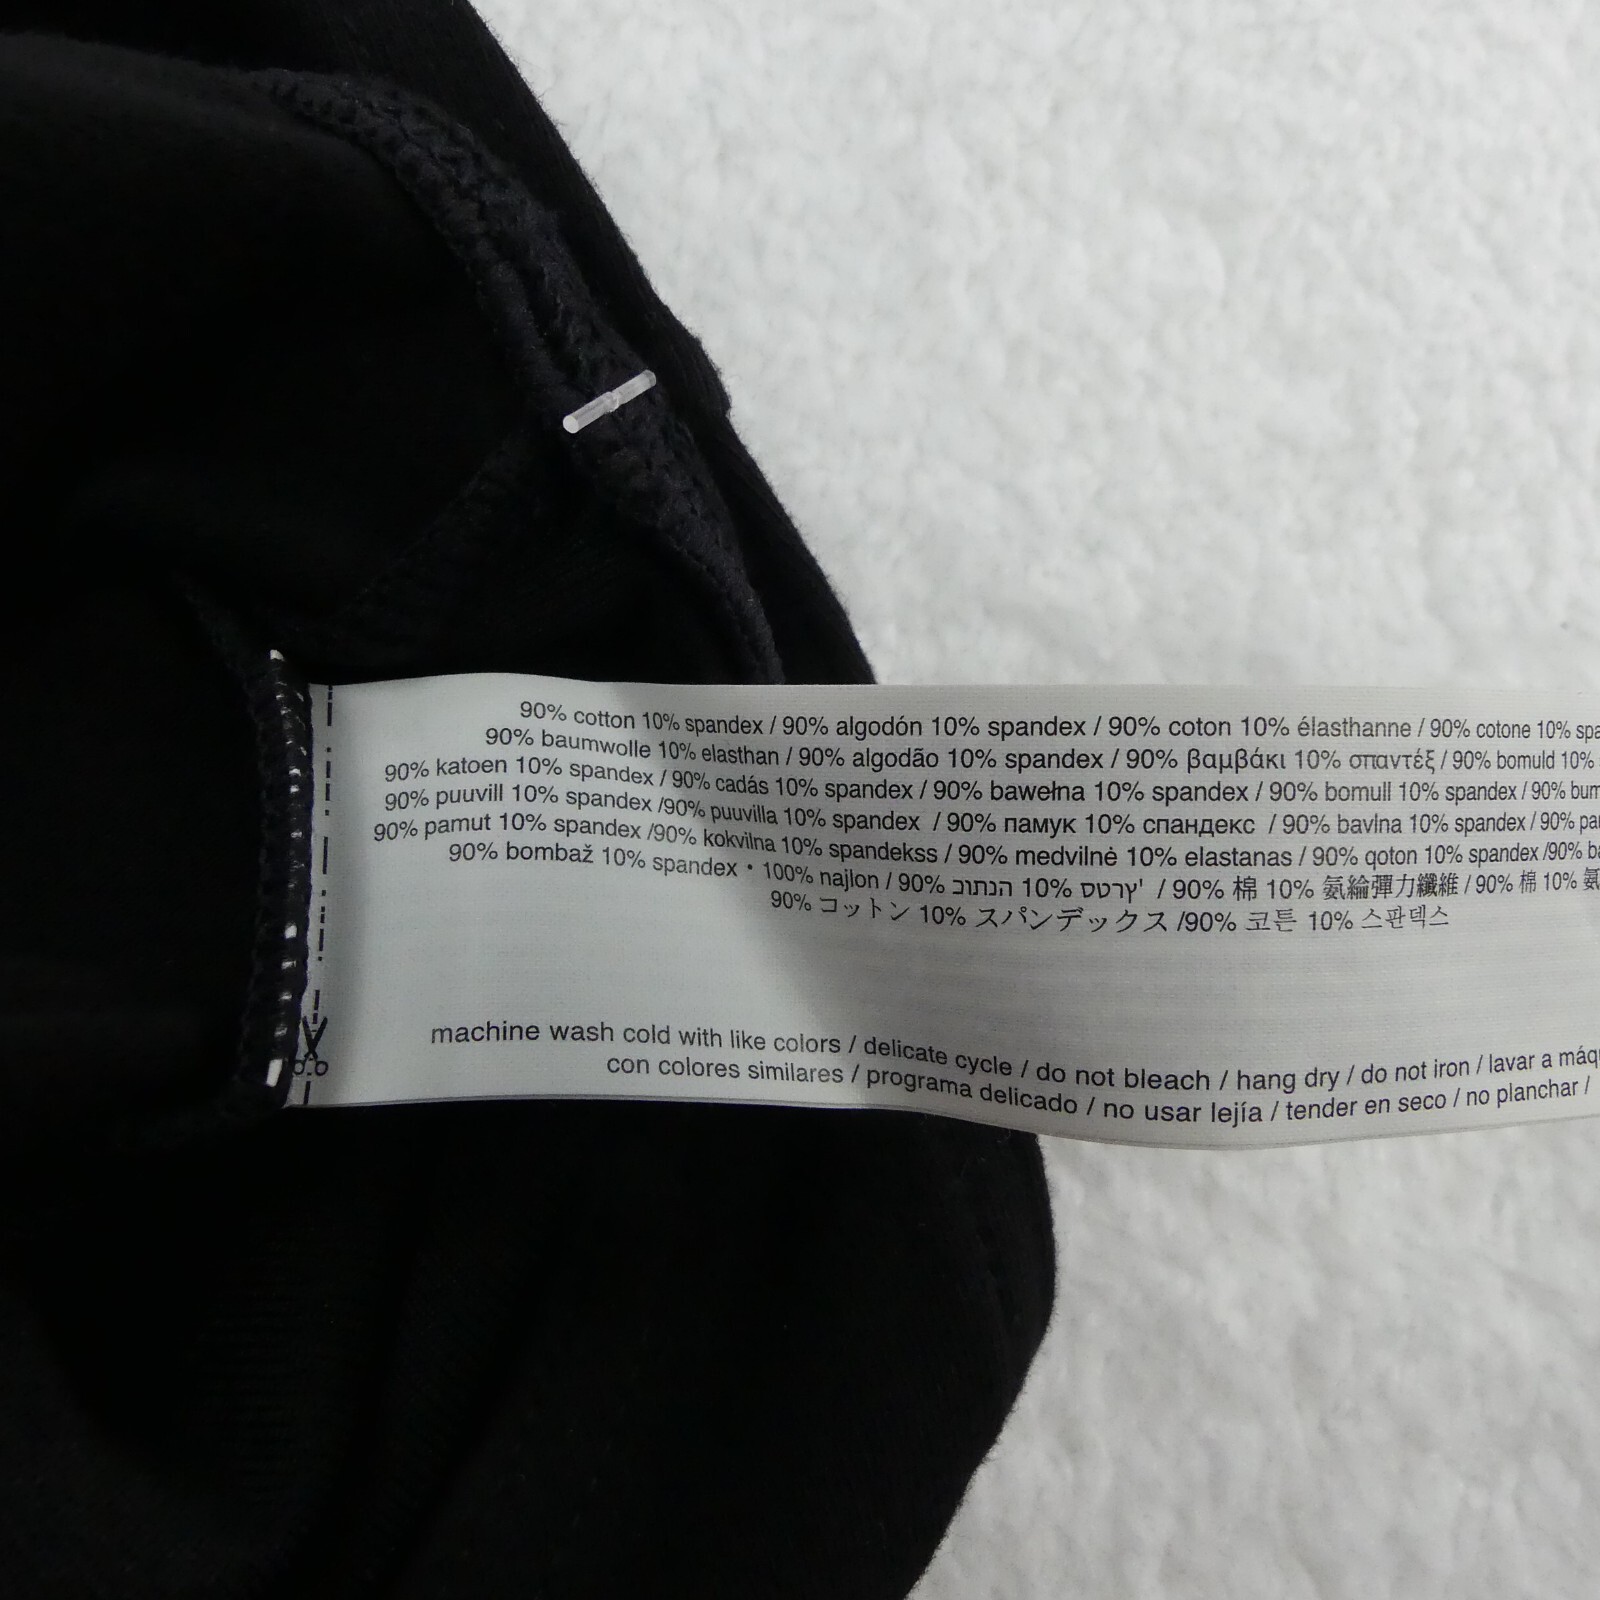 90% cotton 10% spandex / 90% algodón 10% spandex / 90% coton 10% élasthanne / 90% cotone 10% spa
90% baumwolle 10% elasthan / 90% algodão 10% spandex / 90% βαμβάκι 10% σπαντέξ / 90% bomuld 10%
90% katoen 10% spandex / 90% cadás 10% spandex / 90% bawełna 10% spandex / 90% bomull 10% spandex / 90% bum
90% puuvill 10% spandex /90% puuvilla 10% spandex / 90% памук 10% спандекс / 90% bavlna 10% spandex / 90% pa
90% pamut 10% spandex /90% kokvilna 10% spandekss / 90% medvilnė 10% elastanas / 90% qoton 10% spandex /90% ba
90% bombaž 10% spandex • 100% najlon / 90% הנתוכ 10% 'ץרטס / 90% 棉 10% 氨綸彈力纖維 / 90% 棉 10% 氨
90% コットン 10% スパンデックス /90% 코튼 10% 스판덱스
machine wash cold with like colors / delicate cycle / do not bleach / hang dry / do not iron / lavar a máq
con colores similares / programa delicado / no usar lejía / tender en seco / no planchar /